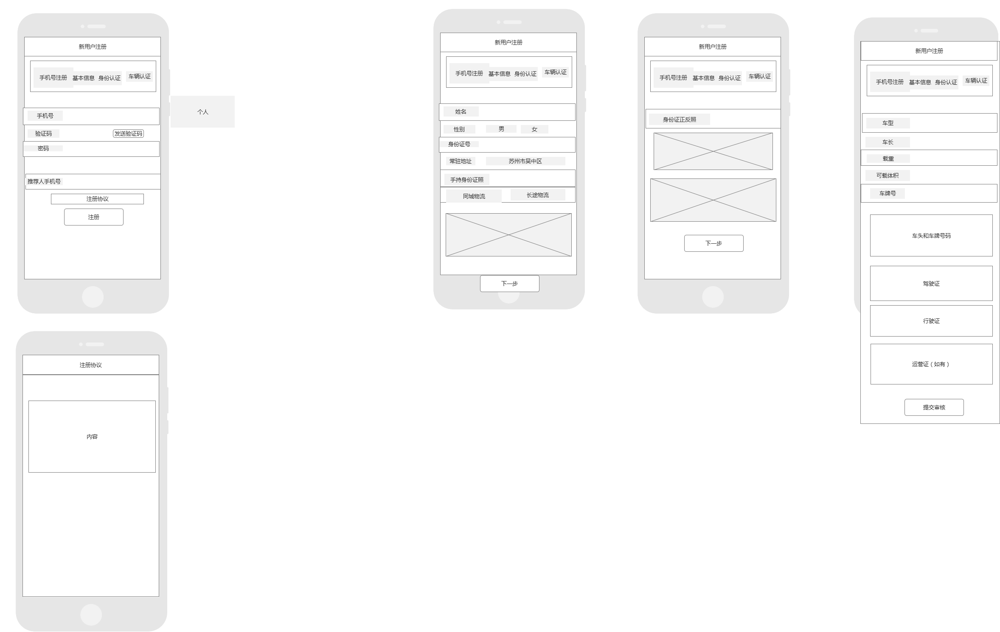 新用户注册
手机号注册 基本信息 身份认证 车辆认证
手机号
验证码 发送验证码
密码
推荐人手机号
注册协议
注册
个人
新用户注册
手机号注册 基本信息 身份认证 车辆认证
姓名
性别 男 女
身份证号
常驻地址 苏州市吴中区
手持身份证照
同城物流 长途物流
下一步
新用户注册
手机号注册 基本信息 身份认证 车辆认证
身份证正反照
下一步
新用户注册
手机号注册 基本信息 身份认证 车辆认证
车型
车长
载重
可载体积
车牌号
车头和车牌号码
驾驶证
行驶证
运营证（如有）
提交审核
注册协议
内容